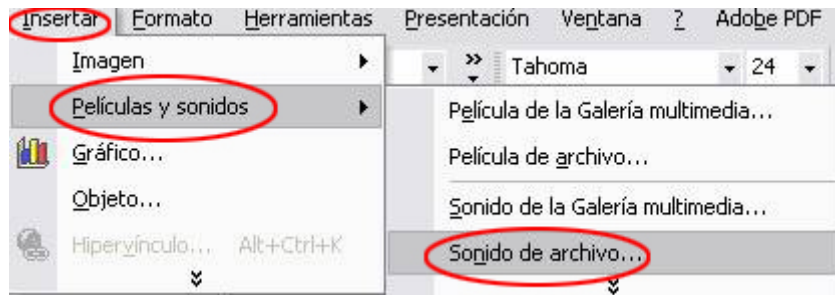 Insertar Formato Herramientas Presentación Ventana ? Adobe PDF
Imagen
Tahoma 24
Películas y sonidos
Película de la Galería multimedia...
Gráfico...
Película de archivo...
Objeto...
Sonido de la Galería multimedia...
Hipervínculo... Alt+Ctrl+K
Sonido de archivo...